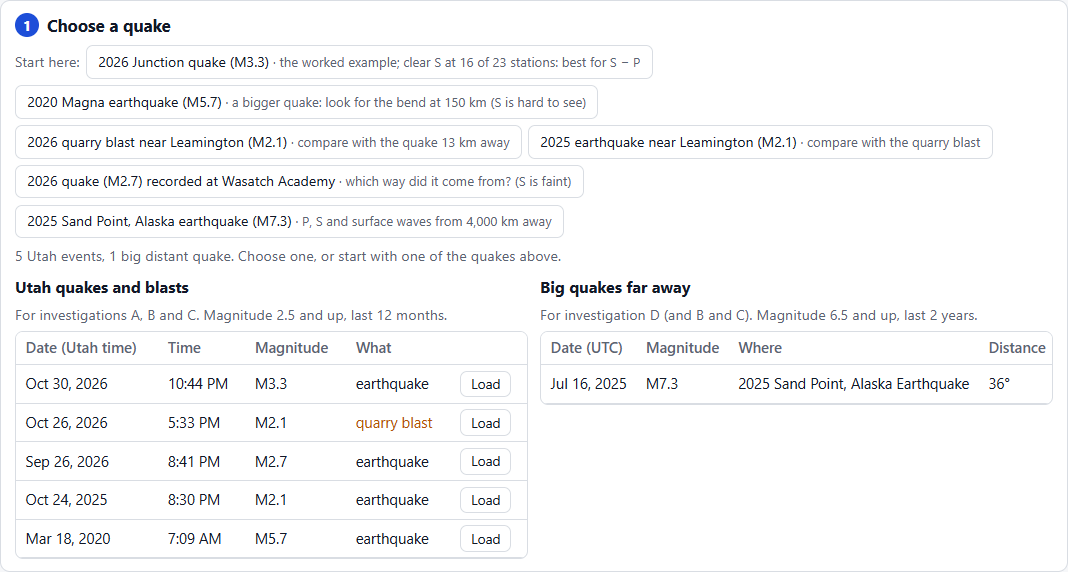 1 Choose a quake
Start here: 2026 Junction quake (M3.3) · the worked example; clear S at 16 of 23 stations: best for S − P
2020 Magna earthquake (M5.7) · a bigger quake: look for the bend at 150 km (S is hard to see)
2026 quarry blast near Leamington (M2.1) · compare with the quake 13 km away 2025 earthquake near Leamington (M2.1) · compare with the quarry blast
2026 quake (M2.7) recorded at Wasatch Academy · which way did it come from? (S is faint)
2025 Sand Point, Alaska earthquake (M7.3) · P, S and surface waves from 4,000 km away
5 Utah events, 1 big distant quake. Choose one, or start with one of the quakes above.
Utah quakes and blasts
For investigations A, B and C. Magnitude 2.5 and up, last 12 months.
Date (Utah time) Time Magnitude What
Oct 30, 2026 10:44 PM M3.3 earthquake Load
Oct 26, 2026 5:33 PM M2.1 quarry blast Load
Sep 26, 2026 8:41 PM M2.7 earthquake Load
Oct 24, 2025 8:30 PM M2.1 earthquake Load
Mar 18, 2020 7:09 AM M5.7 earthquake Load
Big quakes far away
For investigation D (and B and C). Magnitude 6.5 and up, last 2 years.
Date (UTC) Magnitude Where Distance
Jul 16, 2025 M7.3 2025 Sand Point, Alaska Earthquake 36°